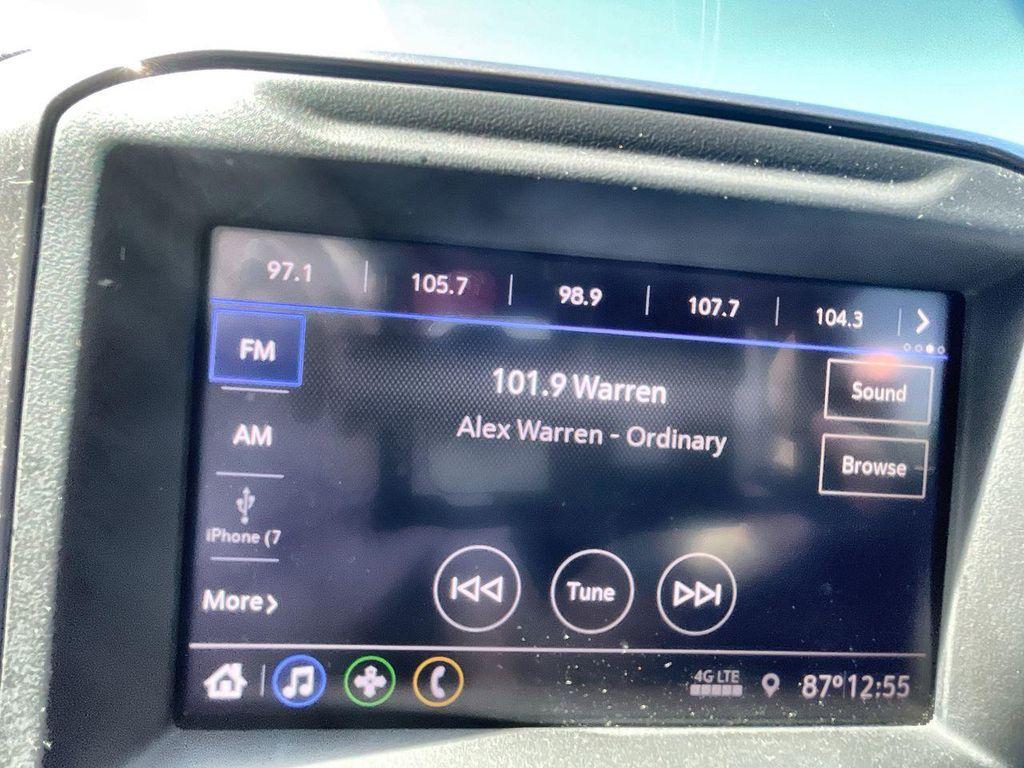 97.1 105.7 98.9 107.7 104.3
FM
101.9 Warren
Sound
AM
Alex Warren - Ordinary
Browse
iPhone (7
More
Tune
4G LTE
87° 12:55